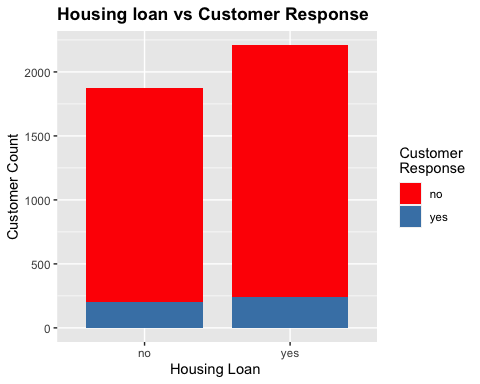 Housing loan vs Customer Response
Customer Count
2000
1500
1000
500
0
no
yes
Housing Loan
Customer
Response
no
yes